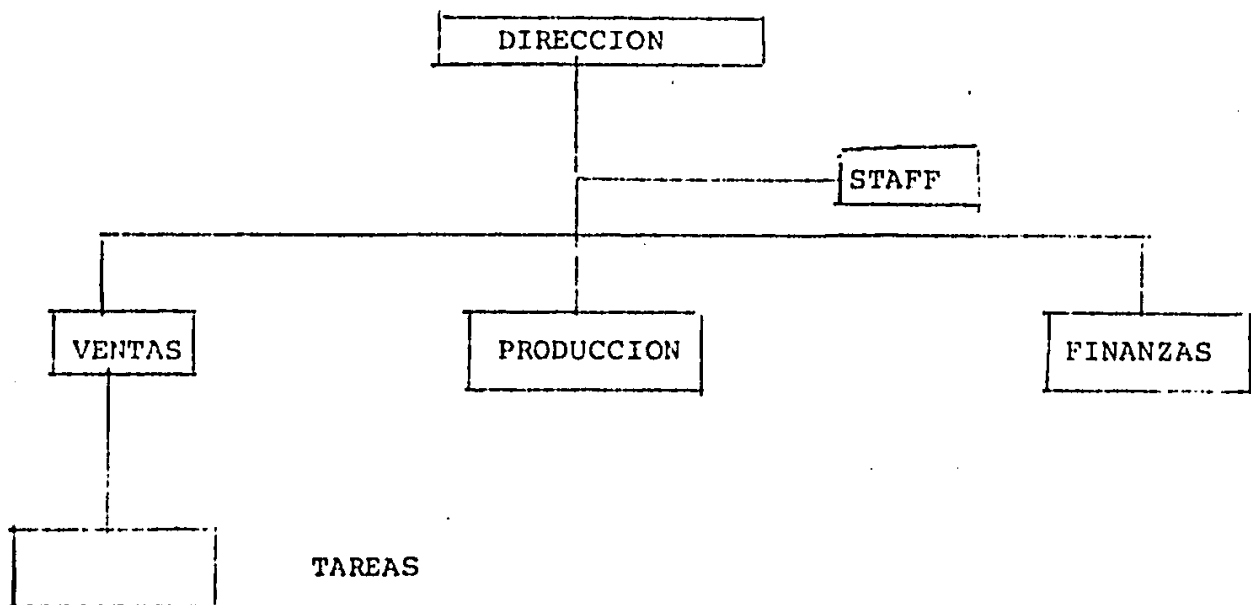 DIRECCION
STAFF
VENTAS
PRODUCCION
FINANZAS
TAREAS